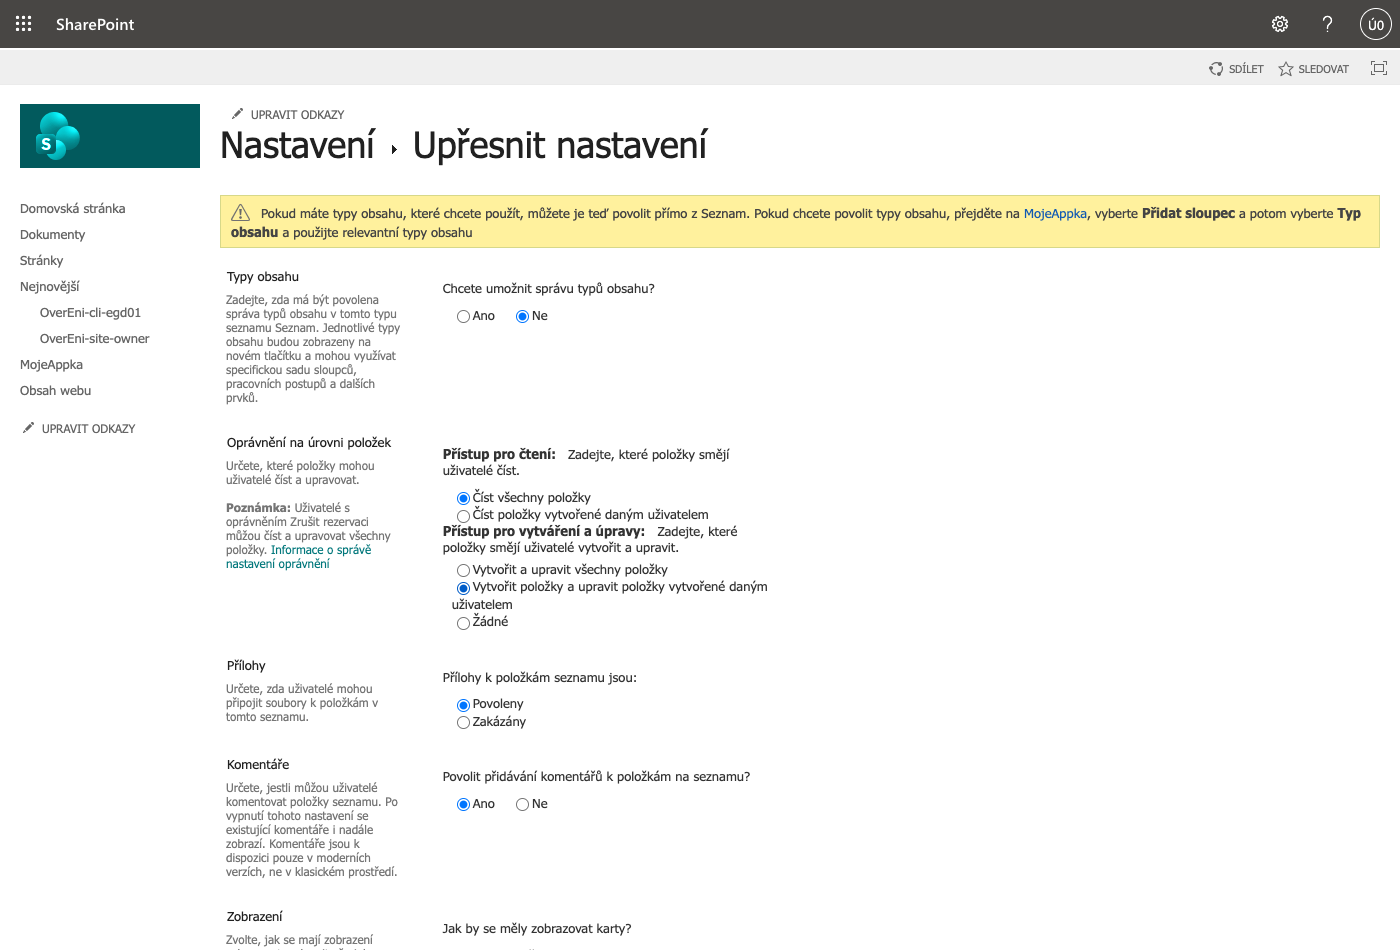 SharePoint
Ú0
SDÍLET
SLEDOVAT
UPRAVIT ODKAZY
Nastavení
Upřesnit nastavení
S
Domovská stránka
Dokumenty
Stránky
Nejnovější
OverEni-cli-egd01
OverEni-site-owner
MojeAppka
Obsah webu
UPRAVIT ODKAZY
Pokud máte typy obsahu, které chcete použít, můžete je teď povolit přímo z Seznam. Pokud chcete povolit typy obsahu, přejděte na MojeAppka, vyberte Přidat sloupec a potom vyberte Typ
obsahu a použijte relevantní typy obsahu
Typy obsahu
Zadejte, zda má být povolena
správa typů obsahu v tomto typu
seznamu Seznam. Jednotlivé typy
obsahu budou zobrazeny na
novém tlačítku a mohou využívat
specifickou sadu sloupců,
pracovních postupů a dalších
prvků.
Chcete umožnit správu typů obsahu?
Ano
Ne
Oprávnění na úrovni položek
Určete, které položky mohou
uživatelé číst a upravovat.
Poznámka: Uživatelé s
oprávněním Zrušit rezervaci
můžou číst a upravovat všechny
položky. Informace o správě
nastavení oprávnění
Přístup pro čtení: Zadejte, které položky smějí
uživatelé číst.
Číst všechny položky
Číst položky vytvořené daným uživatelem
Přístup pro vytváření a úpravy: Zadejte, které
položky smějí uživatelé vytvořit a upravit.
Vytvořit a upravit všechny položky
Vytvořit položky a upravit položky vytvořené daným
uživatelem
Žádné
Přílohy
Určete, zda uživatelé mohou
připojit soubory k položkám v
tomto seznamu.
Přílohy k položkám seznamu jsou:
Povoleny
Zakázány
Komentáře
Určete, jestli můžou uživatelé
komentovat položky seznamu. Po
vypnutí tohoto nastavení se
existující komentáře i nadále
zobrazí. Komentáře jsou k
dispozici pouze v moderních
verzích, ne v klasickém prostředí.
Povolit přidávání komentářů k položkám na seznamu?
Ano
Ne
Zobrazení
Zvolte, jak se mají zobrazení
Jak by se měly zobrazovat karty?